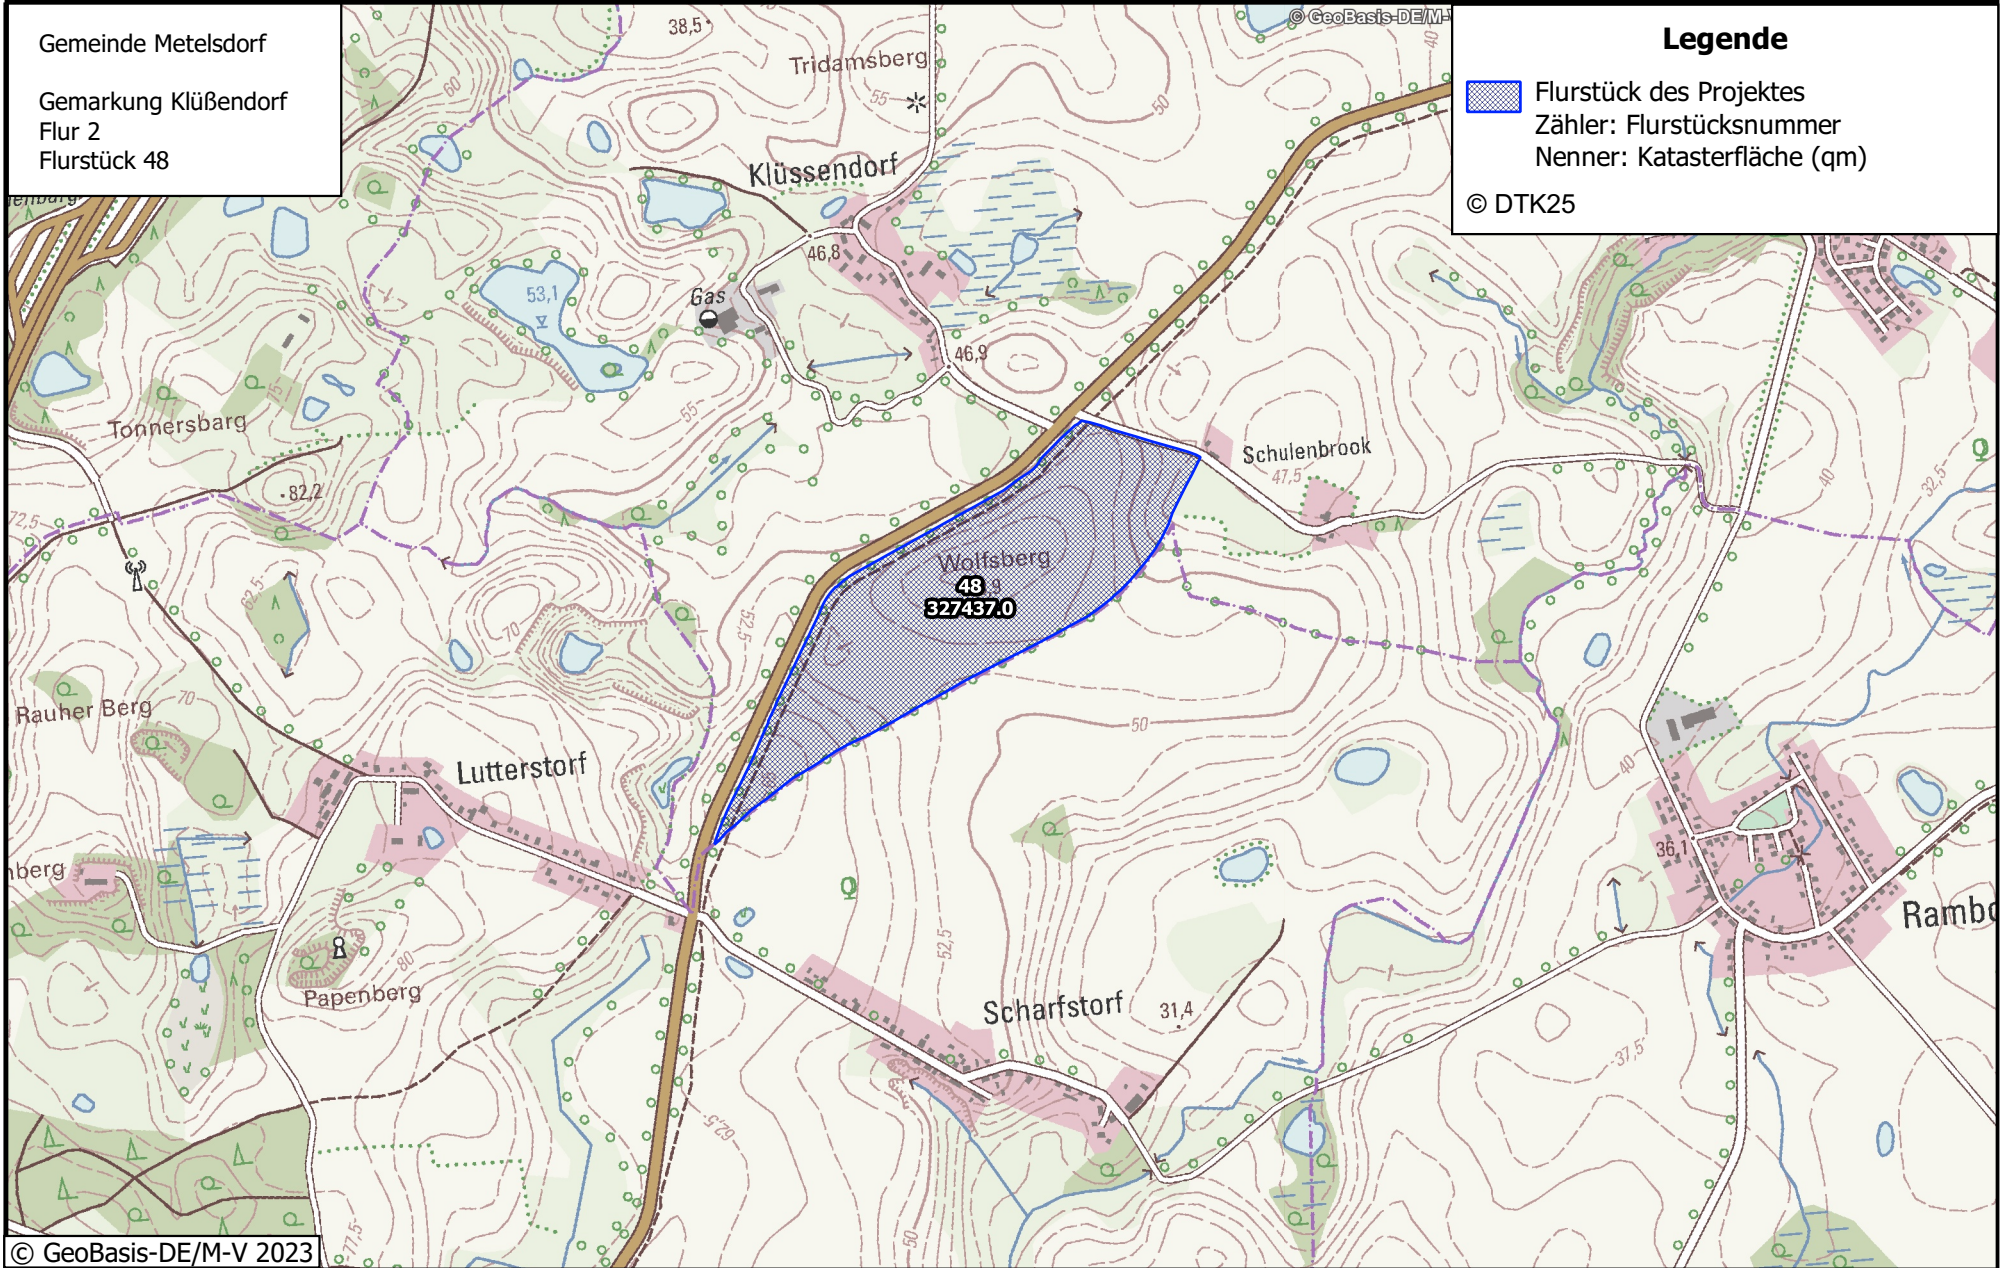 Gemeinde Metelsdorf
Gemarkung Klüßendorf
Flur 2
Flurstück 48
© GeoBasis-DE/M-V
Legende
Flurstück des Projektes
Zähler: Flurstücksnummer
Nenner: Katasterfläche (qm)
© DTK25
38,5
Tridamsberg
40
60
55
50
Klüssendorf
46,8
53,1
Gas
46,9
55
75
Tonnersbarg
Schulenbrook
47,5
82,2
72,5
40
32,5
Wolfsberg
48
327437.0
62,5
70
52,5
70
Rauher Berg
50
Lutterstorf
40
36,1
nberg
Rambo
52,5
80
Papenberg
Scharfstorf
31,4
37,5
62,5
77,5
50
© GeoBasis-DE/M-V 2023